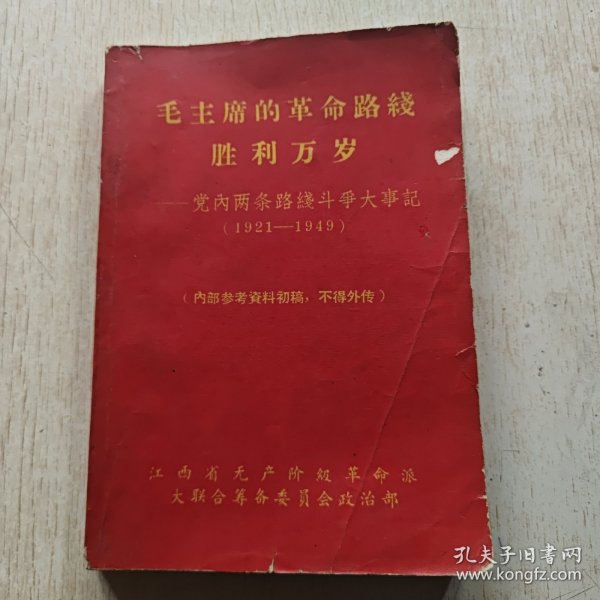 毛主席的革命路綫
胜利万岁
——党内两条路綫斗爭大事記
(1921—1949)
(内部参考資料初稿，不得外传)
江西省无产阶級革命派
大联合筹备委員会政治部
孔夫子旧书网
www.kongfz.com